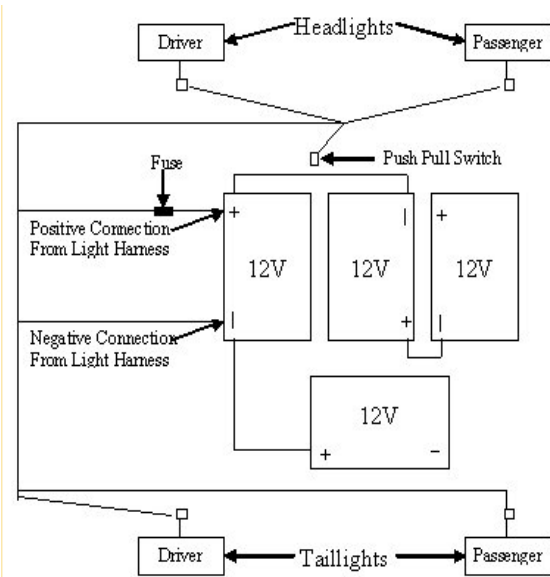 Headlights
Driver
Passenger
Push Pull Switch
Fuse
Positive Connection
From Light Harness
+
|
+
12V
12V
12V
|
+
|
Negative Connection
From Light Harness
12V
+
-
Driver
Taillights
Passenger